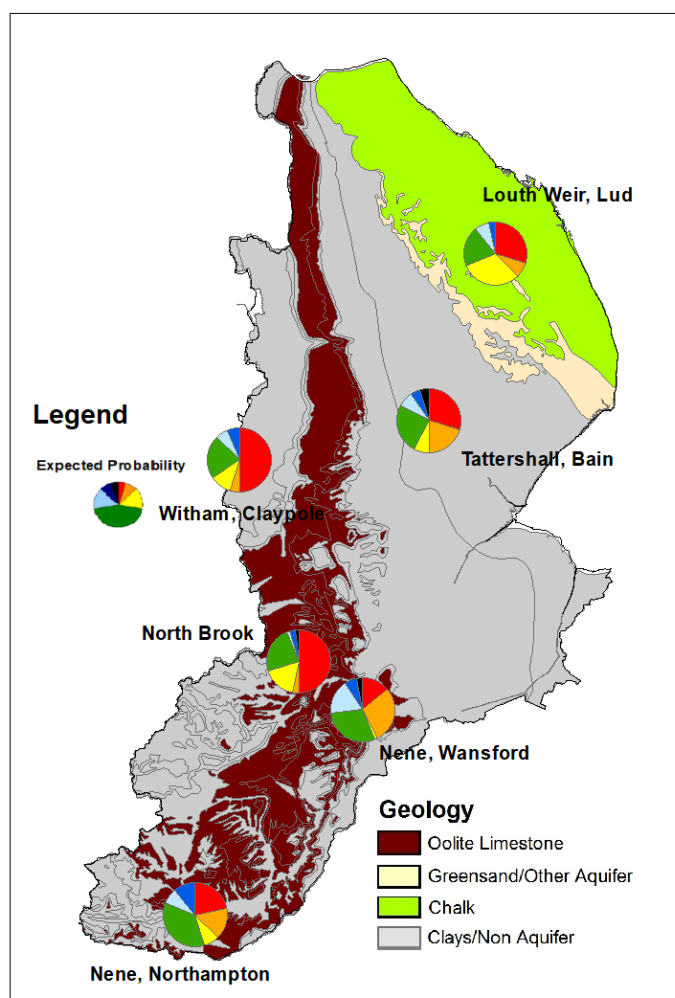 Louth Weir, Lud
Legend
Expected Probability
Tattershall, Bain
Witham, Claypole
North Brook
Nene, Wansford
Geology
Oolite Limestone
Greensand/Other Aquifer
Chalk
Clays/Non Aquifer
Nene, Northampton